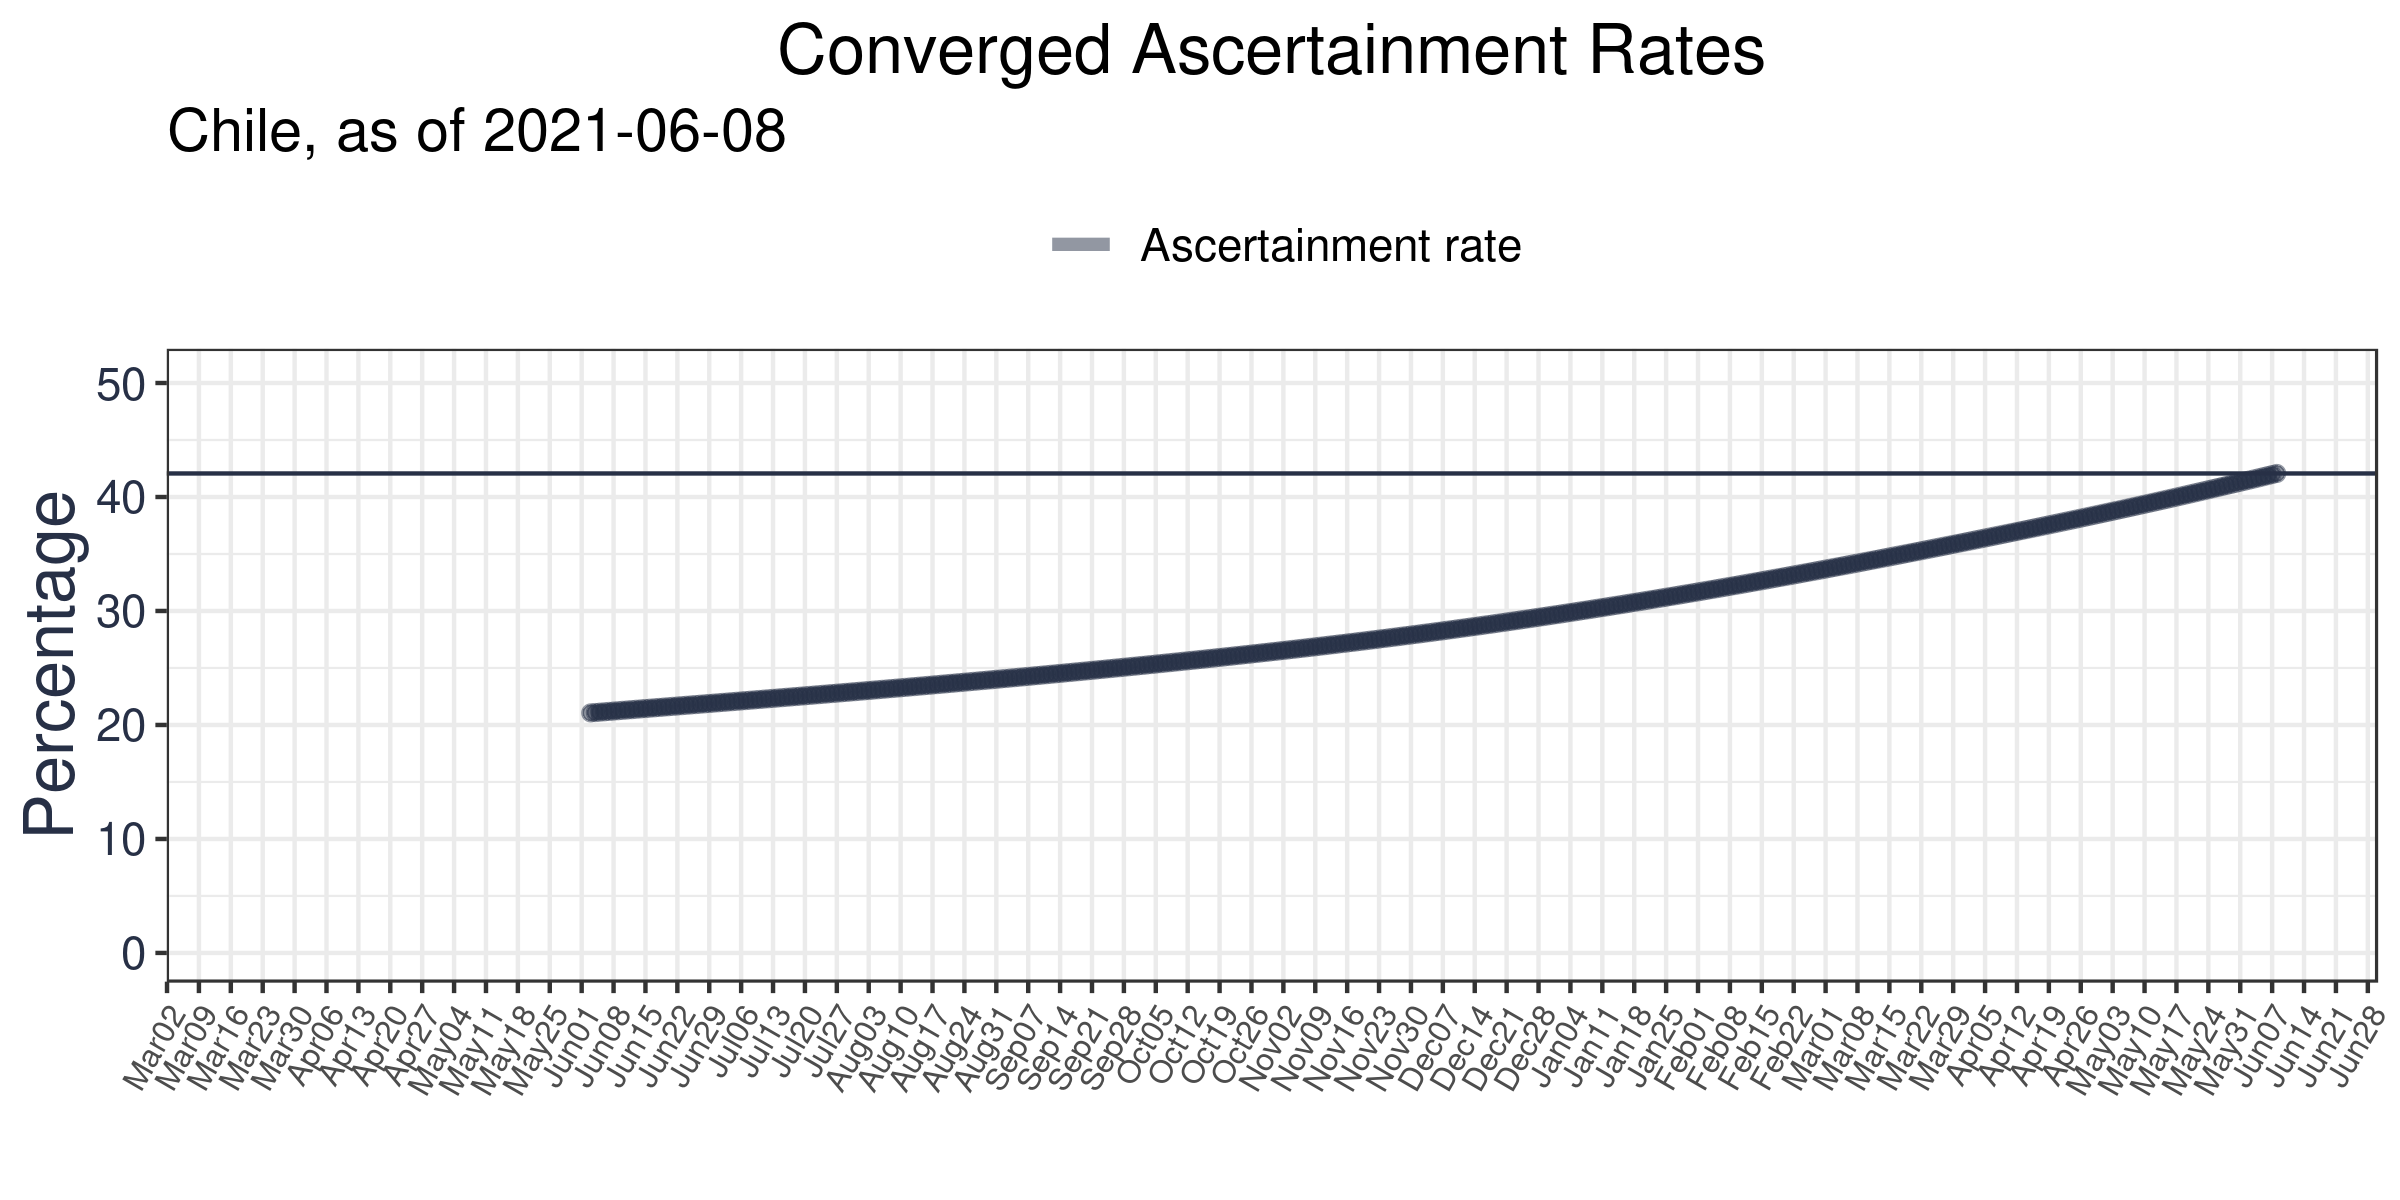 Converged Ascertainment Rates
Chile, as of 2021-06-08
Ascertainment rate
Percentage
50
40
30
20
10
0
Mar02 Mar09 Mar16 Mar23 Mar30 Apr06 Apr13 Apr20 Apr27 May04 May11 May18 May25 Jun01 Jun08 Jun15 Jun22 Jun29 Jul06 Jul13 Jul20 Jul27 Aug03 Aug10 Aug17 Aug24 Aug31 Sep07 Sep14 Sep21 Sep28 Oct05 Oct12 Oct19 Oct26 Nov02 Nov09 Nov16 Nov23 Nov30 Dec07 Dec14 Dec21 Dec28 Jan04 Jan11 Jan18 Jan25 Feb01 Feb08 Feb15 Feb22 Mar01 Mar08 Mar15 Mar22 Mar29 Apr05 Apr12 Apr19 Apr26 May03 May10 May17 May24 May31 Jun07 Jun14 Jun21 Jun28